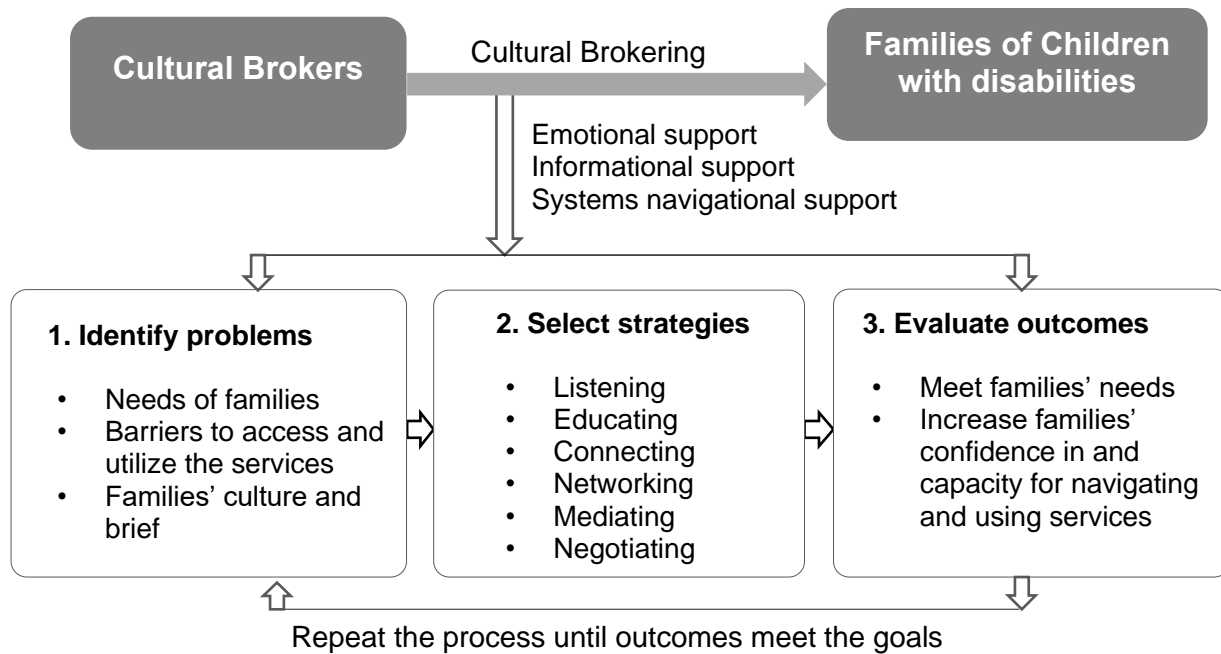 Cultural Brokers
Cultural Brokering
Families of Children
with disabilities
Emotional support
Informational support
Systems navigational support
1. Identify problems
• Needs of families
• Barriers to access and
utilize the services
• Families’ culture and
brief
2. Select strategies
• Listening
• Educating
• Connecting
• Networking
• Mediating
• Negotiating
3. Evaluate outcomes
• Meet families’ needs
• Increase families’
confidence in and
capacity for navigating
and using services
Repeat the process until outcomes meet the goals